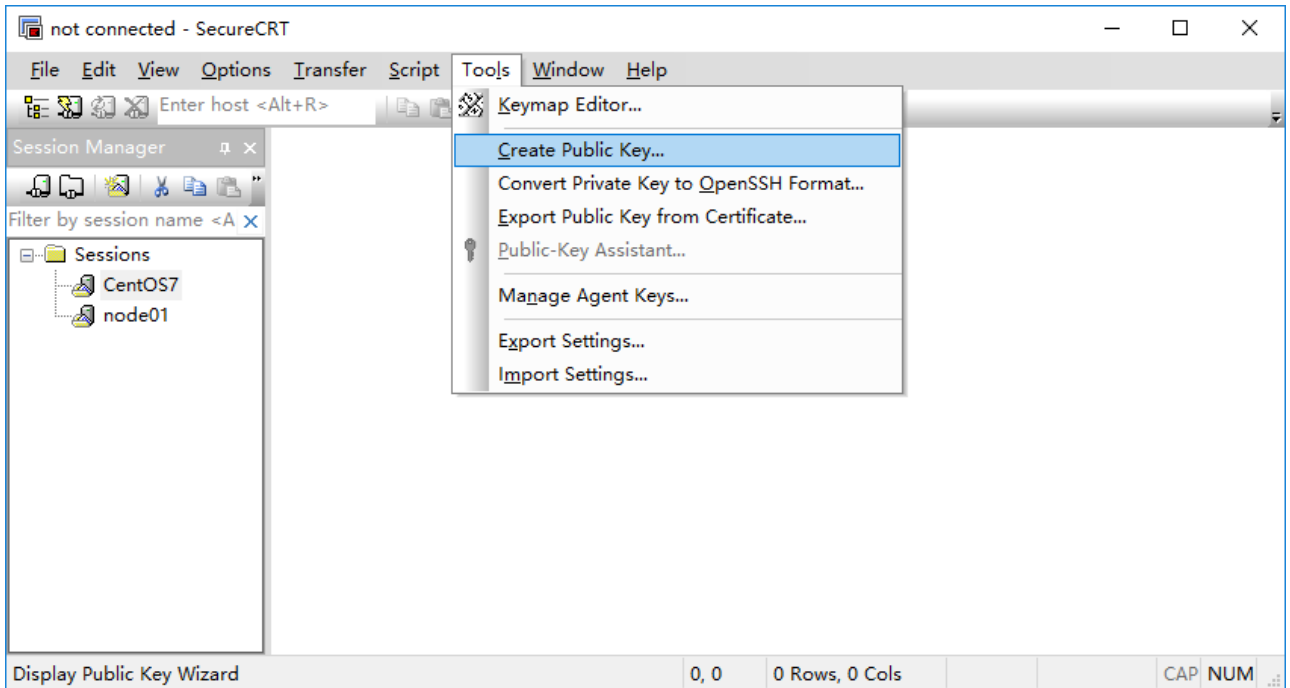 not connected - SecureCRT
File Edit View Options Transfer Script Tools Window Help
Enter host <Alt+R>
Keymap Editor...
Session Manager
Create Public Key...
Convert Private Key to OpenSSH Format...
Filter by session name <A
Export Public Key from Certificate...
Public-Key Assistant...
Sessions
CentOS7
Manage Agent Keys...
node01
Export Settings...
Import Settings...
Display Public Key Wizard 0, 0 0 Rows, 0 Cols CAP NUM